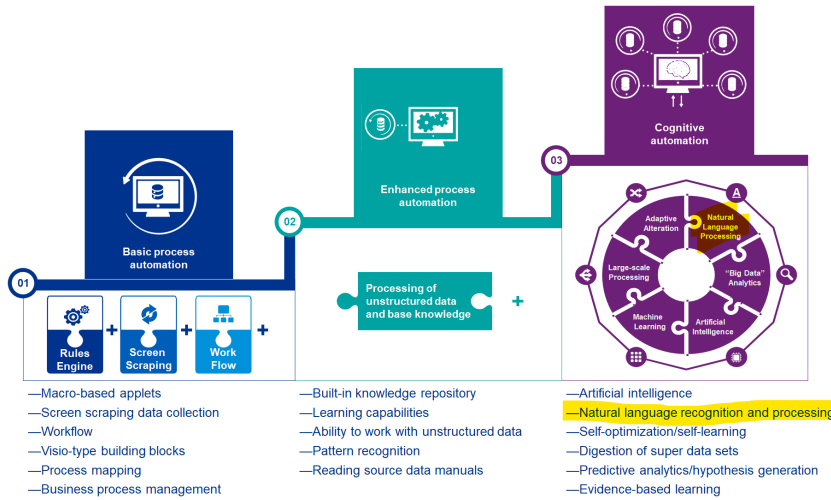 03
Cognitive
automation
02
Enhanced process
automation
01
Basic process
automation
Rules
Engine
+
Screen
Scraping
+
Work
Flow
+
Processing of
unstructured data
and base knowledge
+
Adaptive
Alteration
A
Natural
Language
Processing
Large-scale
Processing
“Big Data”
Analytics
Machine
Learning
Artificial
Intelligence
—Macro-based applets
—Screen scraping data collection
—Workflow
—Visio-type building blocks
—Process mapping
—Business process management
—Built-in knowledge repository
—Learning capabilities
—Ability to work with unstructured data
—Pattern recognition
—Reading source data manuals
—Artificial intelligence
—Natural language recognition and processing
—Self-optimization/self-learning
—Digestion of super data sets
—Predictive analytics/hypothesis generation
—Evidence-based learning